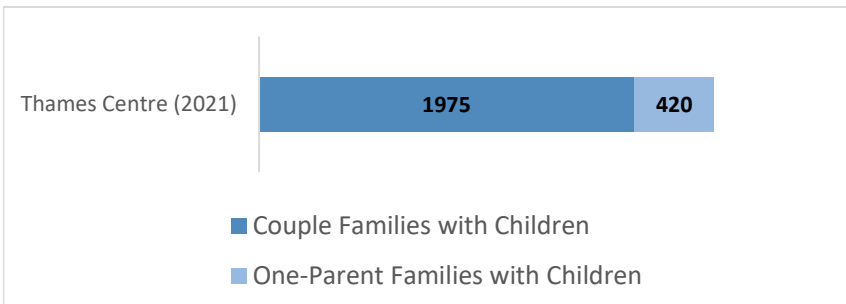 Thames Centre (2021)
1975
420
Couple Families with Children
One-Parent Families with Children